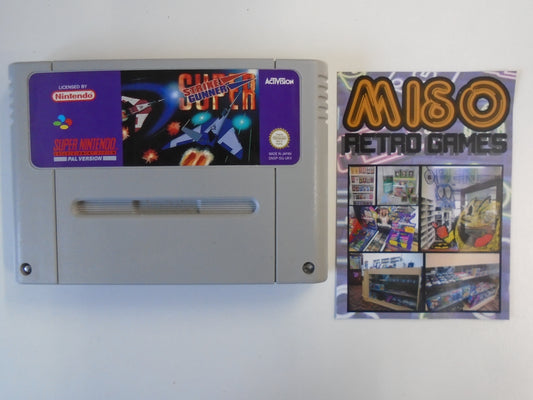 LICENSED BY
Nintendo
SUPER NINTENDO
PAL VERSION
STRIKE
GUNNER
SUPER
ACTIVISION
MADE IN JAPAN
MISO
RETRO GAMES